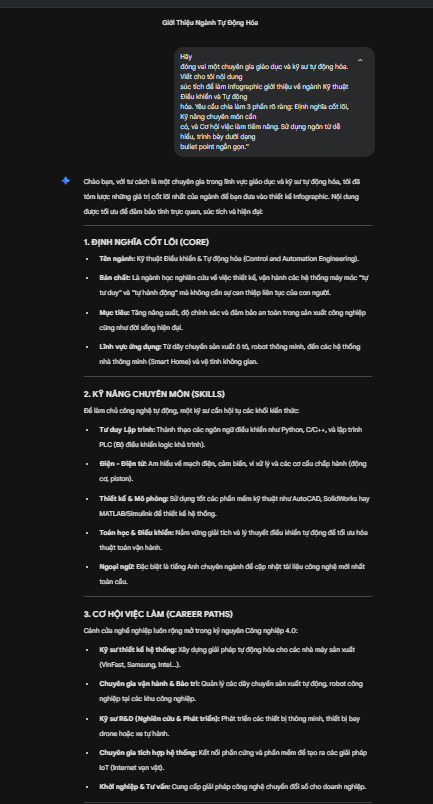 Giới Thiệu Ngành Tự Động Hóa
Hãy
đóng vai một chuyên gia giáo dục và kỹ sư tự động hóa.
Viết cho tôi nội dung
súc tích để làm Infographic giới thiệu về ngành Kỹ thuật
Điều khiển và Tự động
hóa. Yêu cầu chia làm 3 phần rõ ràng: Định nghĩa cốt lõi,
Kỹ năng chuyên môn cần
có, và Cơ hội việc làm tiềm năng. Sử dụng ngôn từ dễ
hiểu, trình bày dưới dạng
bullet point ngắn gọn."
Chào bạn, với tư cách là một chuyên gia trong lĩnh vực giáo dục và kỹ sư tự động hóa, tôi đã
tóm lược những giá trị cốt lõi nhất của ngành để bạn đưa vào thiết kế Infographic. Nội dung
được tối ưu để đảm bảo tính trực quan, súc tích và hiện đại:
1. ĐỊNH NGHĨA CỐT LÕI (CORE)
• Tên ngành: Kỹ thuật Điều khiển & Tự động hóa (Control and Automation Engineering).
• Bản chất: Là ngành học nghiên cứu về việc thiết kế, vận hành các hệ thống máy móc "tự
tư duy" và "tự hành động" mà không cần sự can thiệp liên tục của con người.
• Mục tiêu: Tăng năng suất, độ chính xác và đảm bảo an toàn trong sản xuất công nghiệp
cũng như đời sống hiện đại.
• Lĩnh vực ứng dụng: Từ dây chuyền sản xuất ô tô, robot thông minh, đến các hệ thống
nhà thông minh (Smart Home) và vệ tinh không gian.
2. KỸ NĂNG CHUYÊN MÔN (SKILLS)
Để làm chủ công nghệ tự động, một kỹ sư cần hội tụ các khối kiến thức:
• Tư duy Lập trình: Thành thạo các ngôn ngữ điều khiển như Python, C/C++, và lập trình
PLC (Bộ điều khiển logic khả trình).
• Điện - Điện tử: Am hiểu về mạch điện, cảm biến, vi xử lý và các cơ cấu chấp hành (động
cơ, piston).
• Thiết kế & Mô phỏng: Sử dụng tốt các phần mềm kỹ thuật như AutoCAD, SolidWorks hay
MATLAB/Simulink để thiết kế hệ thống.
• Toán học & Điều khiển: Nắm vững giải tích và lý thuyết điều khiển tự động để tối ưu hóa
thuật toán vận hành.
• Ngoại ngữ: Đặc biệt là tiếng Anh chuyên ngành để cập nhật tài liệu công nghệ mới nhất
toàn cầu.
3. CƠ HỘI VIỆC LÀM (CAREER PATHS)
Cánh cửa nghề nghiệp luôn rộng mở trong kỷ nguyên Công nghiệp 4.0:
• Kỹ sư thiết kế hệ thống: Xây dựng giải pháp tự động hóa cho các nhà máy sản xuất
(VinFast, Samsung, Intel...).
• Chuyên gia vận hành & Bảo trì: Quản lý các dây chuyền sản xuất tự động, robot công
nghiệp tại các khu công nghiệp.
• Kỹ sư R&D (Nghiên cứu & Phát triển): Phát triển các thiết bị thông minh, thiết bị bay
drone hoặc xe tự hành.
• Chuyên gia tích hợp hệ thống: Kết nối phần cứng và phần mềm để tạo ra các giải pháp
IoT (Internet vạn vật).
• Khởi nghiệp & Tư vấn: Cung cấp giải pháp công nghệ chuyển đổi số cho doanh nghiệp.